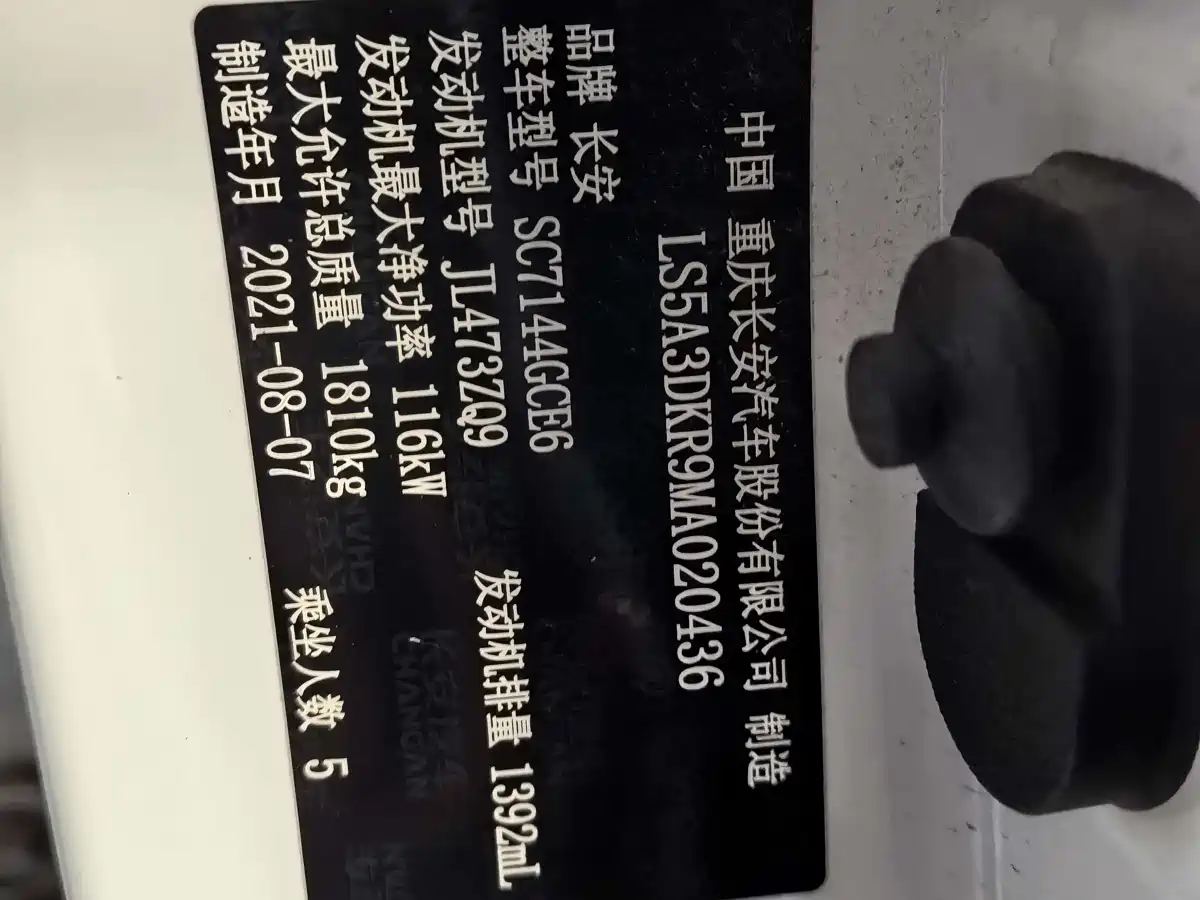 中国 重庆长安汽车股份有限公司 制造
LS5A3DKR9MA020436
品牌 长安
整车型号 SC7144GCE6
发动机型号 JL473ZQ9 发动机排量 1392mL
发动机最大净功率 116kW
最大允许总质量 1810kg
制造年月 2021-08-07 乘坐人数 5
CHANGAN